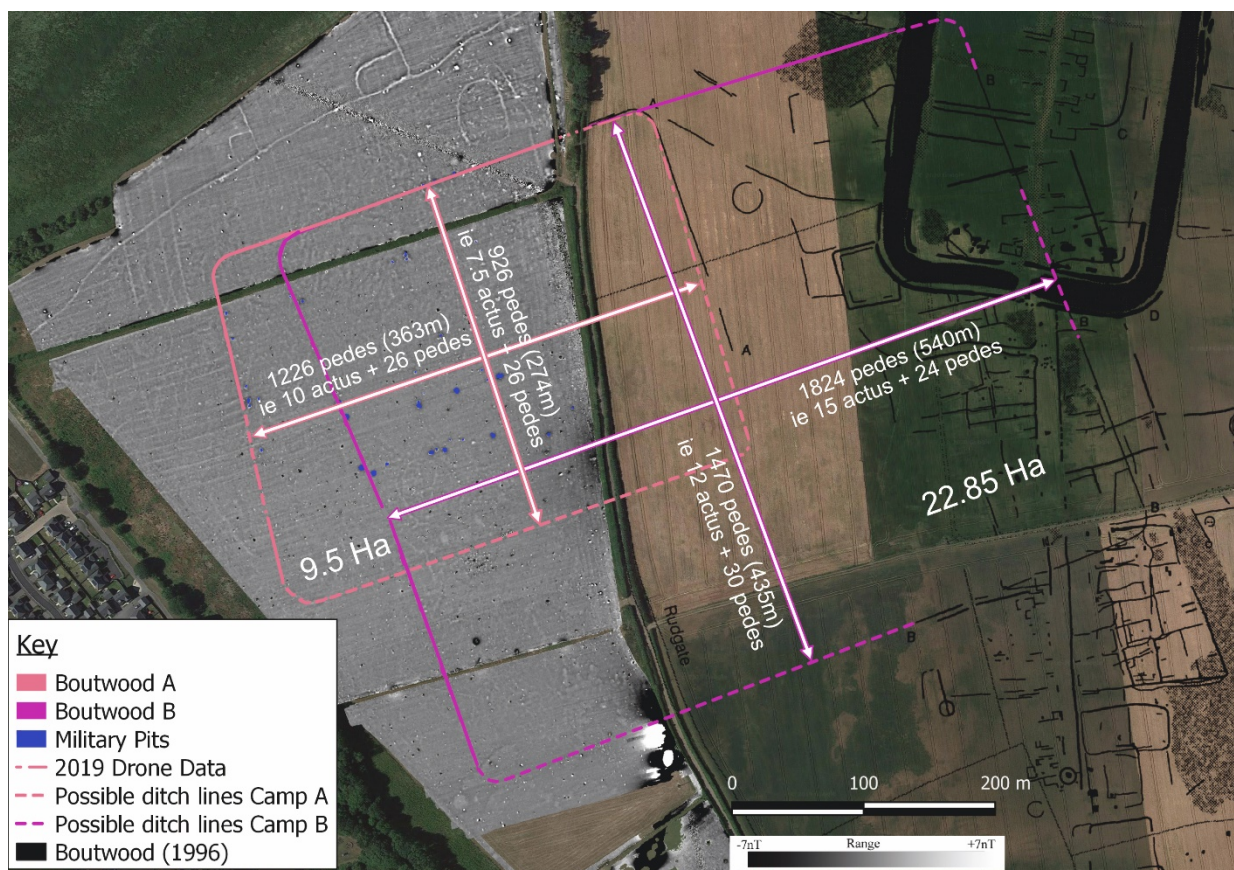 A
B
C
926 pedes (274m)
ie 7.5 actus + 26 pedes
1226 pedes (363m)
ie 10 actus + 26 pedes
A
1824 pedes (540m)
ie 15 actus + 24 pedes
B
D
1470 pedes (435m)
ie 12 actus + 30 pedes
22.85 Ha
9.5 Ha
B
Rudgate
B
Key
Boutwood A
Boutwood B
Military Pits
2019 Drone Data
Possible ditch lines Camp A
Possible ditch lines Camp B
Boutwood (1996)
0 100 200 m
-7nT Range +7nT